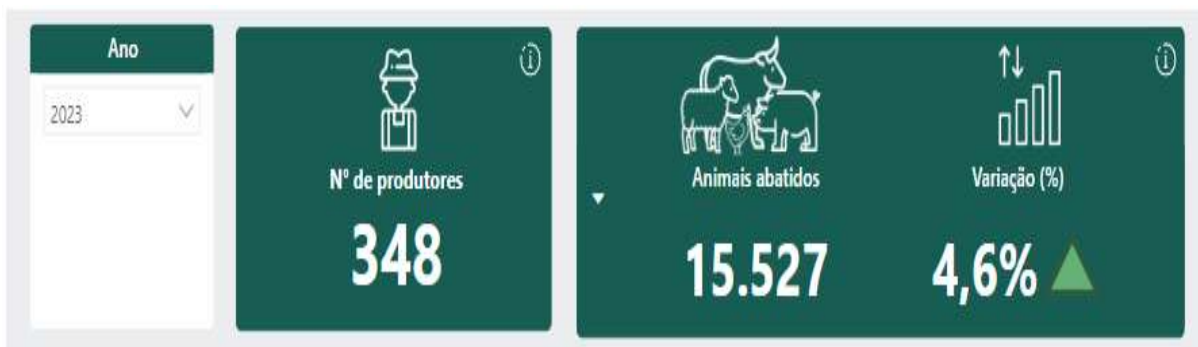 Ano
2023
Nº de produtores
348
Animais abatidos
15.527
Variação (%)
4,6%